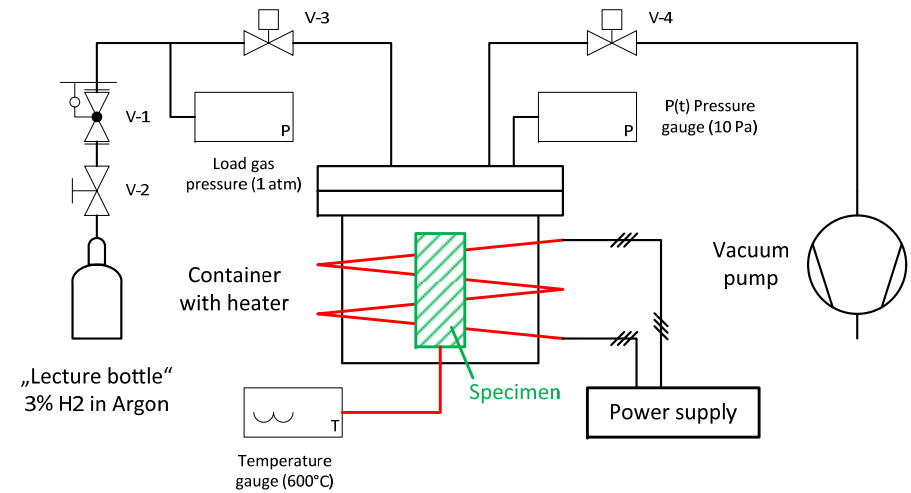 V-3
V-4
V-1
P
P
P(t) Pressure
gauge (10 Pa)
Load gas
pressure (1 atm)
V-2
Container
with heater
Vacuum
pump
„Lecture bottle“
3% H2 in Argon
Specimen
Power supply
T
Temperature
gauge (600°C)